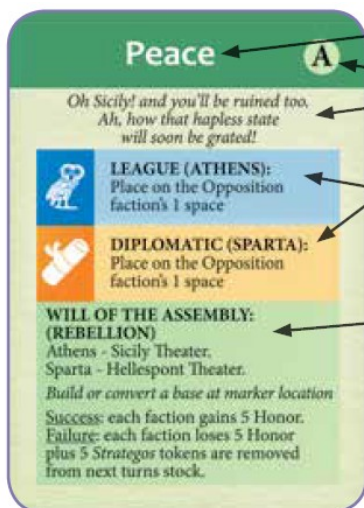 Peace
A
Oh Sicily! and you'll be ruined too.
Ah, how that hapless state
will soon be grated!
LEAGUE (ATHENS):
Place on the Opposition
faction's 1 space
DIPLOMATIC (SPARTA):
Place on the Opposition
faction's 1 space
WILL OF THE ASSEMBLY:
(REBELLION)
Athens - Sicily Theater.
Sparta - Hellespont Theater.
Build or convert a base at marker location
Success: each faction gains 5 Honor.
Failure: each faction loses 5 Honor
plus 5 Strategos tokens are removed
from next turns stock.